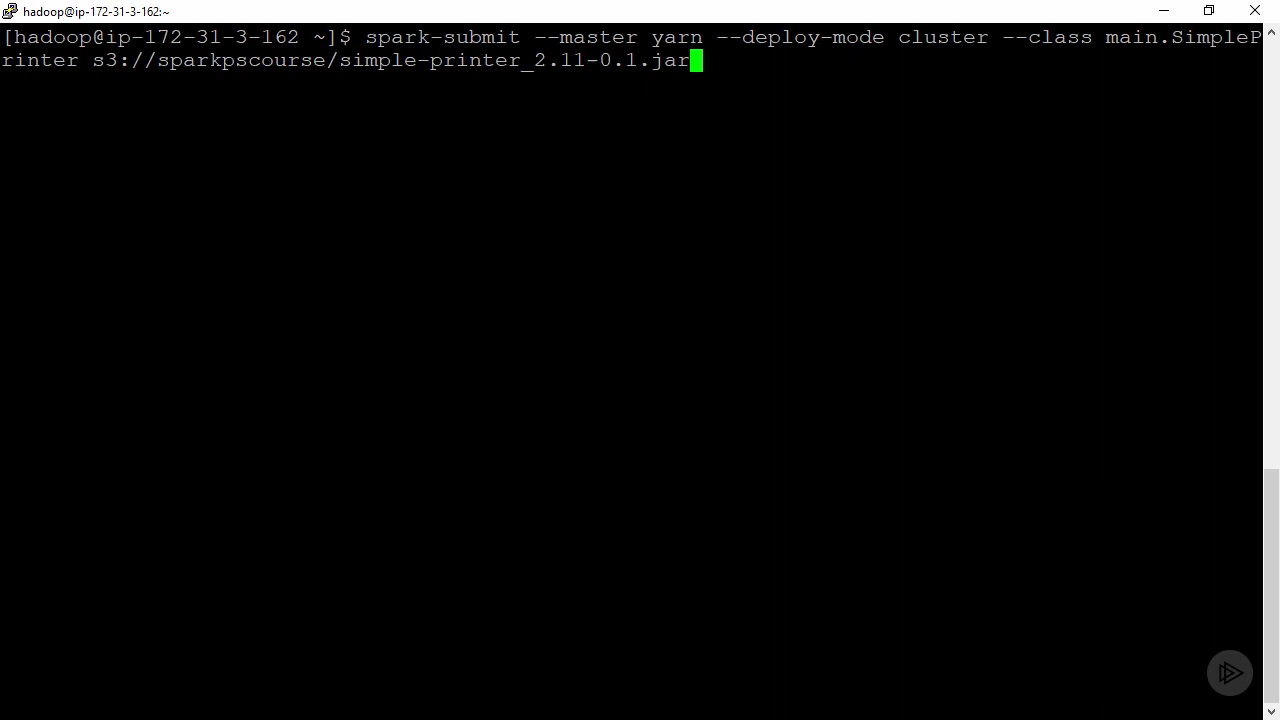 hadoop@ip-172-31-3-162:~
[hadoop@ip-172-31-3-162 ~]$ spark-submit --master yarn --deploy-mode cluster --class main.SimpleP
rinter s3://sparkpscourse/simple-printer_2.11-0.1.jar